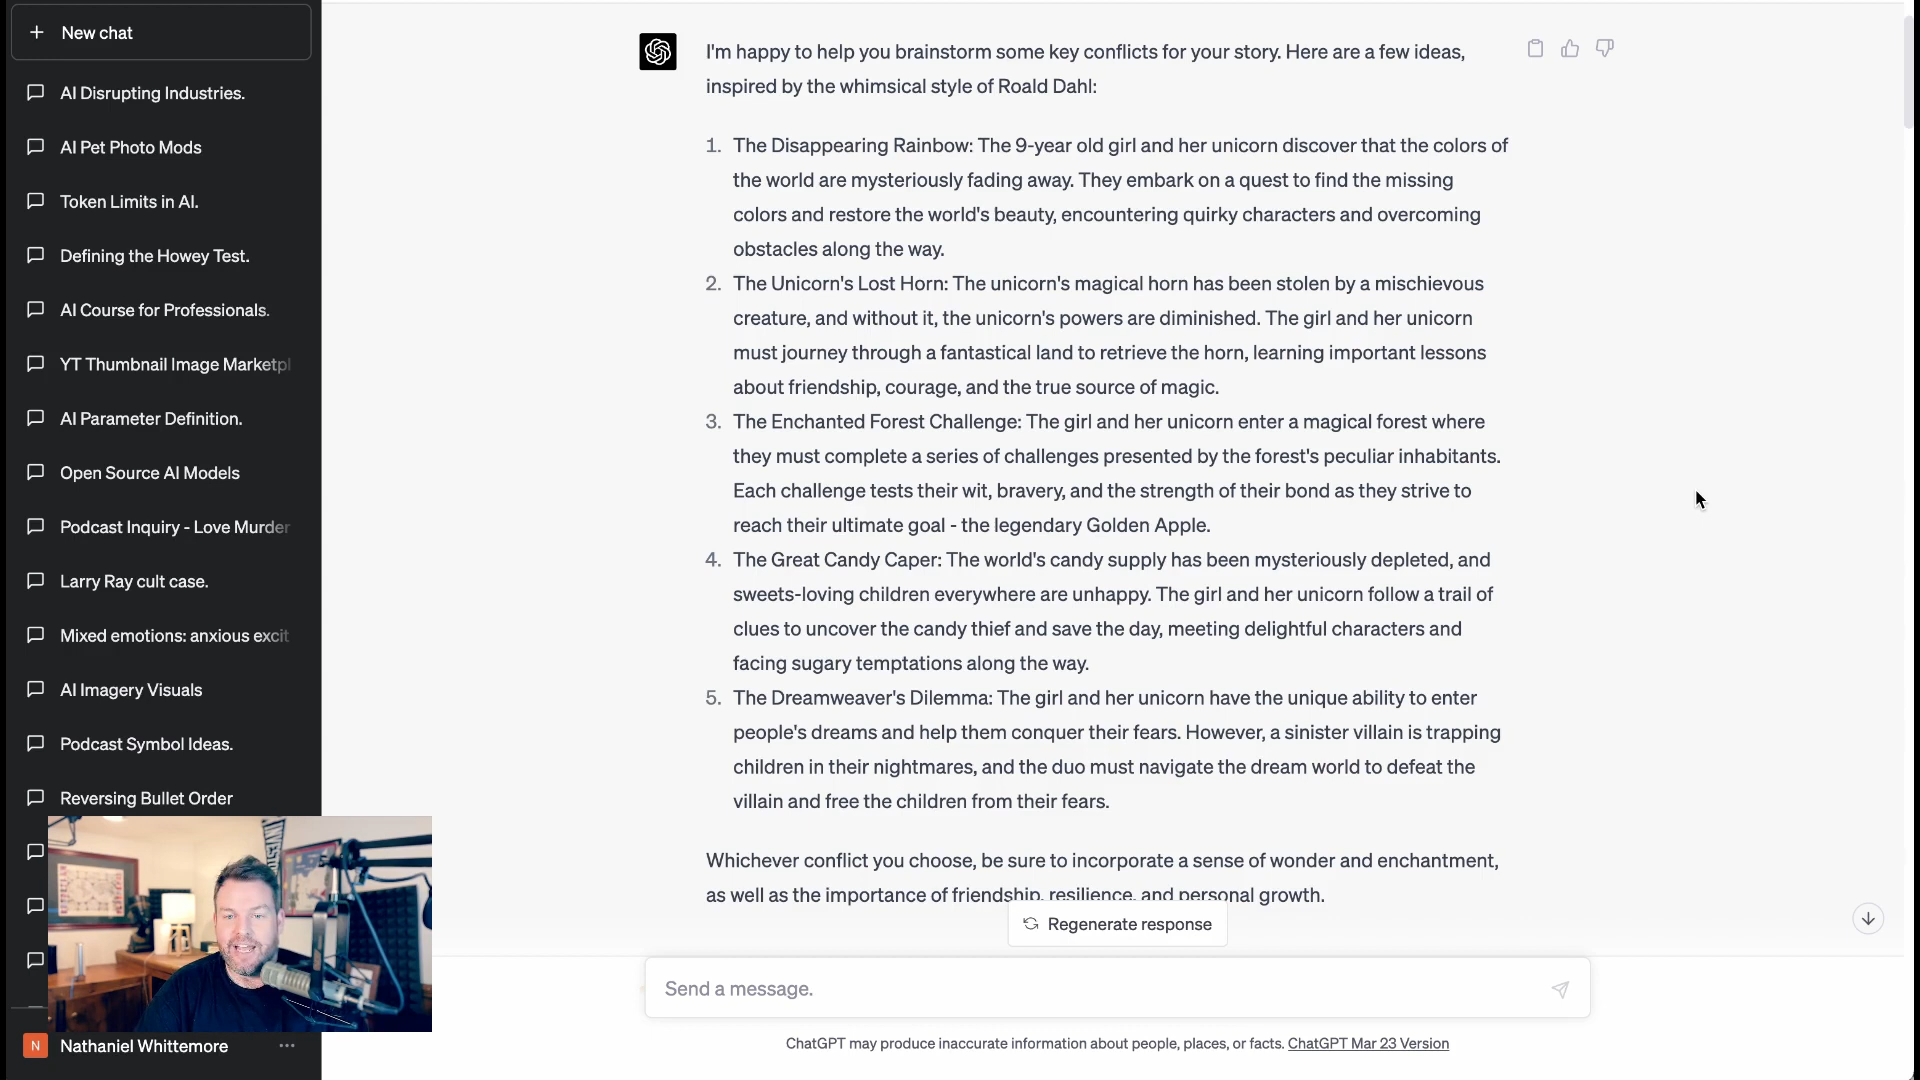 New chat
AI Disrupting Industries.
AI Pet Photo Mods
Token Limits in AI.
Defining the Howey Test.
AI Course for Professionals.
YT Thumbnail Image Marketpl
AI Parameter Definition.
Open Source AI Models
Podcast Inquiry - Love Murder
Larry Ray cult case.
Mixed emotions: anxious excit
AI Imagery Visuals
Podcast Symbol Ideas.
Reversing Bullet Order
N Nathaniel Whittemore
I'm happy to help you brainstorm some key conflicts for your story. Here are a few ideas,
inspired by the whimsical style of Roald Dahl:
1. The Disappearing Rainbow: The 9-year old girl and her unicorn discover that the colors of
the world are mysteriously fading away. They embark on a quest to find the missing
colors and restore the world's beauty, encountering quirky characters and overcoming
obstacles along the way.
2. The Unicorn's Lost Horn: The unicorn's magical horn has been stolen by a mischievous
creature, and without it, the unicorn's powers are diminished. The girl and her unicorn
must journey through a fantastical land to retrieve the horn, learning important lessons
about friendship, courage, and the true source of magic.
3. The Enchanted Forest Challenge: The girl and her unicorn enter a magical forest where
they must complete a series of challenges presented by the forest's peculiar inhabitants.
Each challenge tests their wit, bravery, and the strength of their bond as they strive to
reach their ultimate goal - the legendary Golden Apple.
4. The Great Candy Caper: The world's candy supply has been mysteriously depleted, and
sweets-loving children everywhere are unhappy. The girl and her unicorn follow a trail of
clues to uncover the candy thief and save the day, meeting delightful characters and
facing sugary temptations along the way.
5. The Dreamweaver's Dilemma: The girl and her unicorn have the unique ability to enter
people's dreams and help them conquer their fears. However, a sinister villain is trapping
children in their nightmares, and the duo must navigate the dream world to defeat the
villain and free the children from their fears.
Whichever conflict you choose, be sure to incorporate a sense of wonder and enchantment,
as well as the importance of friendship, resilience, and personal growth.
Regenerate response
Send a message.
ChatGPT may produce inaccurate information about people, places, or facts. ChatGPT Mar 23 Version